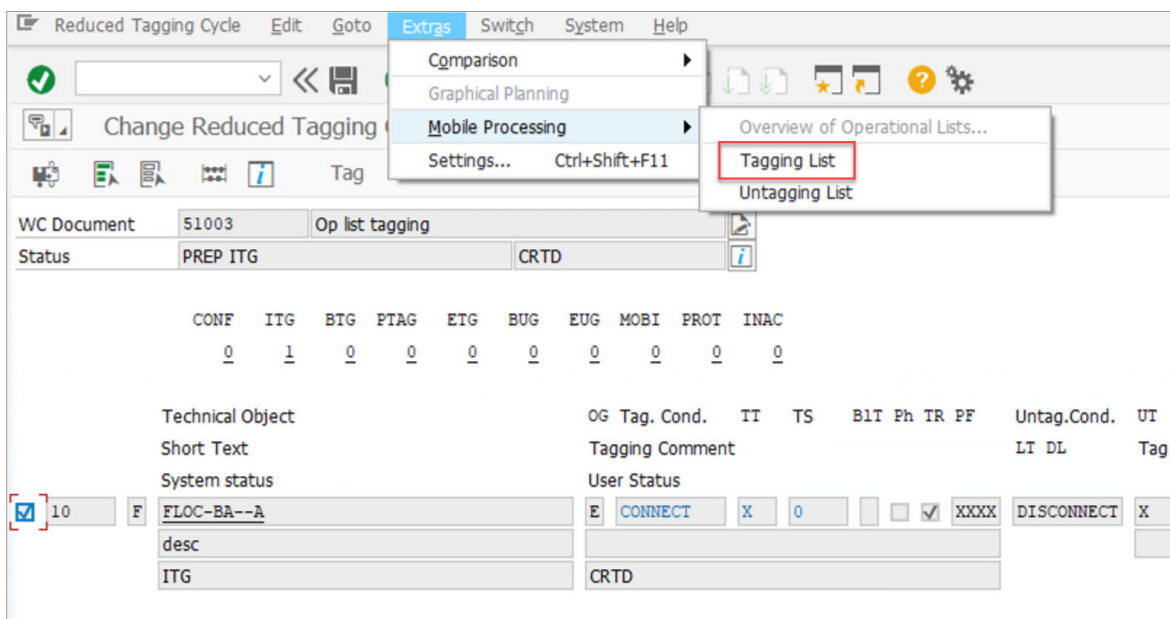 Reduced Tagging Cycle Edit Goto Extras Switch System Help
Comparison
Graphical Planning
Mobile Processing
Overview of Operational Lists...
Change Reduced Tagging
Settings... Ctrl+Shift+F11
Tagging List
Tag
Untagging List
WC Document 51003 Op list tagging
Status PREP ITG CRTD
CONF ITG BTG PTAG ETG BUG EUG MOBI PROT INAC
0 1 0 0 0 0 0 0 0 0
Technical Object OG Tag. Cond. TT TS BlT Ph TR PF Untag.Cond. UT
Short Text Tagging Comment LT DL Tag
System status User Status
10 F FLOC-BA--A E CONNECT X 0 XXXX DISCONNECT X
desc
ITG CRTD